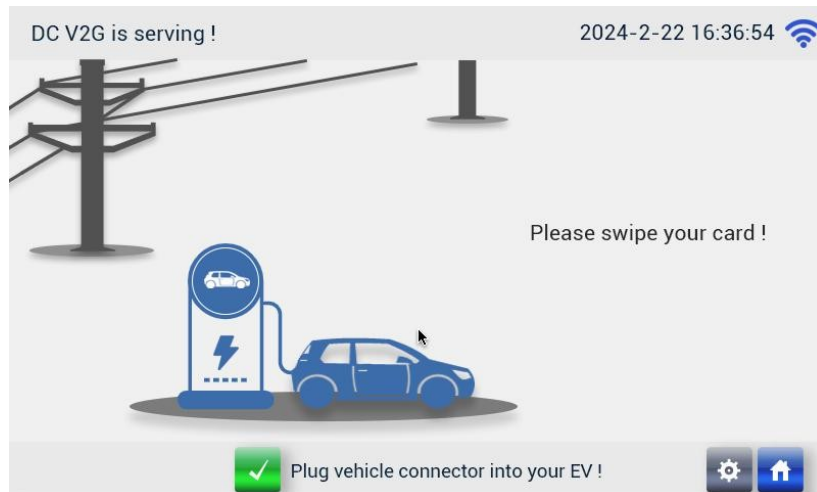 DC V2G is serving !
2024-2-22 16:36:54
Please swipe your card !
Plug vehicle connector into your EV !